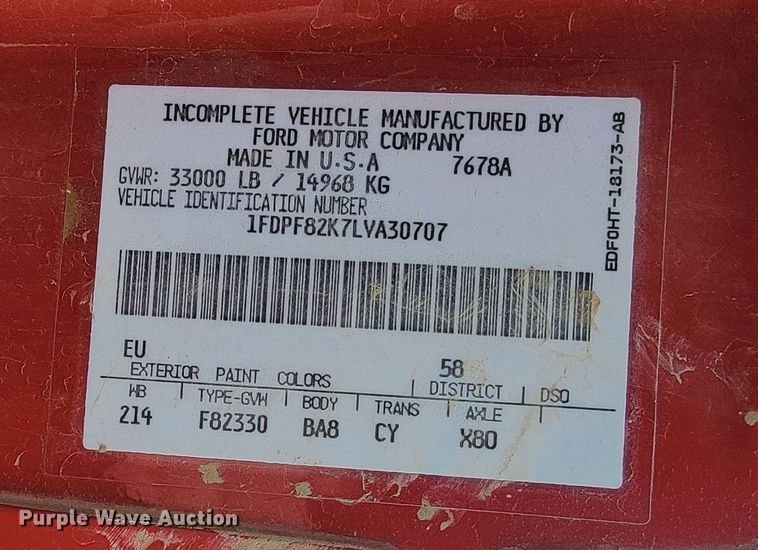 INCOMPLETE VEHICLE MANUFACTURED BY
FORD MOTOR COMPANY
MADE IN U.S.A 7678A
GVWR: 33000 LB / 14968 KG
VEHICLE IDENTIFICATION NUMBER
1FDPF82K7LVA30707
EU 58
EXTERIOR PAINT COLORS DISTRICT DSO
WB TYPE-GVW BODY TRANS AXLE
214 F82330 BA8 CY X80
EDF0HT-18173-AB
Purple Wave Auction